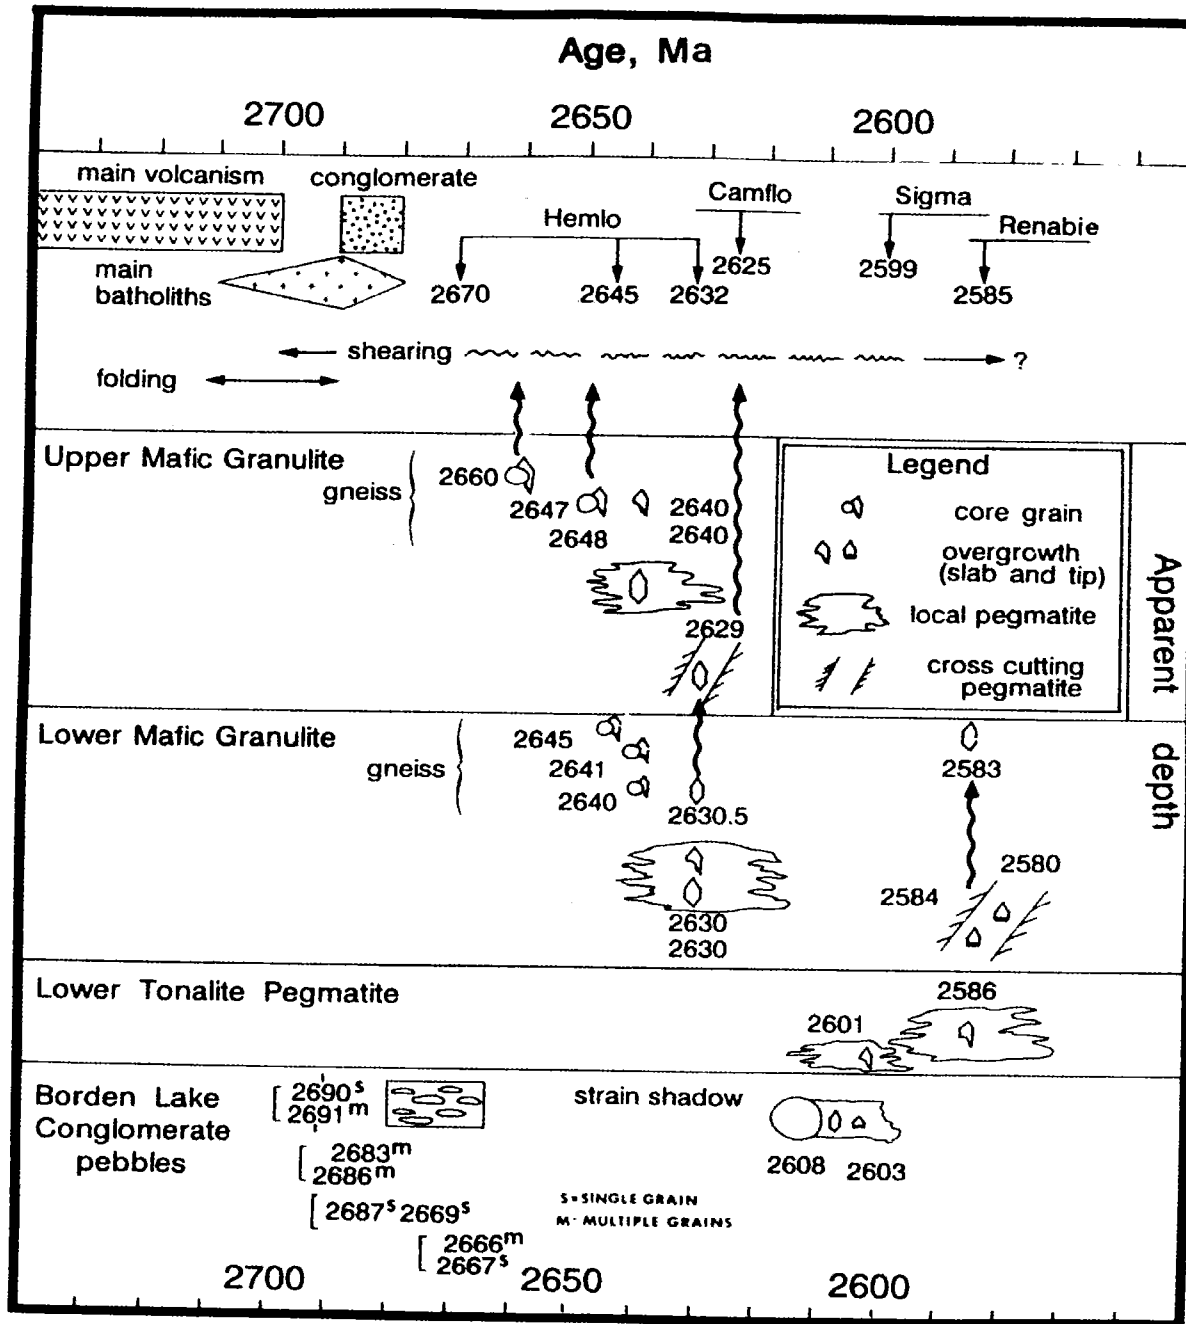 Age, Ma
2700 2650 2600
main volcanism conglomerate
Camflo Sigma
Hemlo Renabie
main
batholiths
2670 2645 2632 2625 2599 2585
shearing ?
folding
Upper Mafic Granulite
gneiss
2660
2647
2648
2640
2640
2629
Legend
core grain
overgrowth
(slab and tip)
local pegmatite
cross cutting
pegmatite
Apparent
depth
Lower Mafic Granulite
gneiss
2645
2641
2640
2630.5
2630
2630
2583
2580
2584
Lower Tonalite Pegmatite
2586
2601
Borden Lake
Conglomerate
pebbles
2690s
2691m
2683m
2686m
2687s 2669s
2666m
2667s
strain shadow
2608 2603
S=SINGLE GRAIN
M- MULTIPLE GRAINS
2700 2650 2600